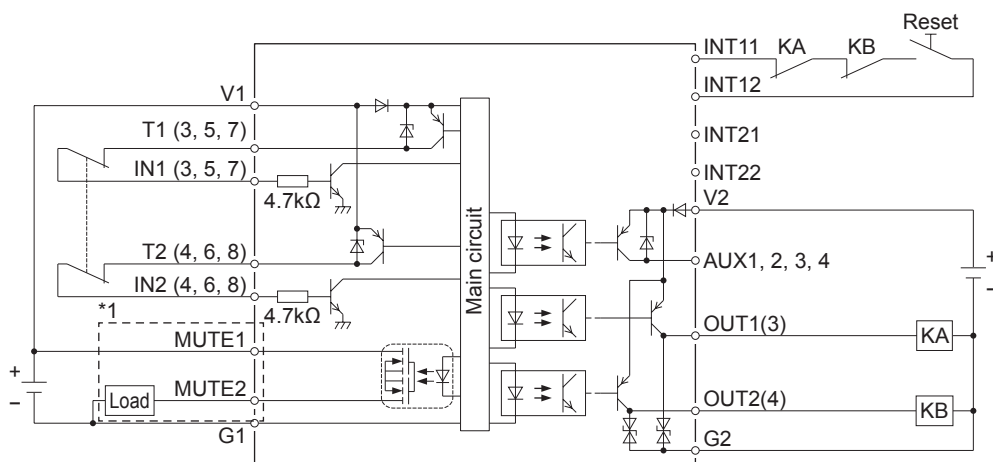 Reset
INT11
KA
KB
V1
INT12
T1 (3, 5, 7)
INT21
IN1 (3, 5, 7)
INT22
4.7kΩ
V2
Main circuit
T2 (4, 6, 8)
AUX1, 2, 3, 4
+
−
IN2 (4, 6, 8)
*1
4.7kΩ
MUTE1
OUT1(3)
KA
+
−
MUTE2
Load
OUT2(4)
KB
G1
G2